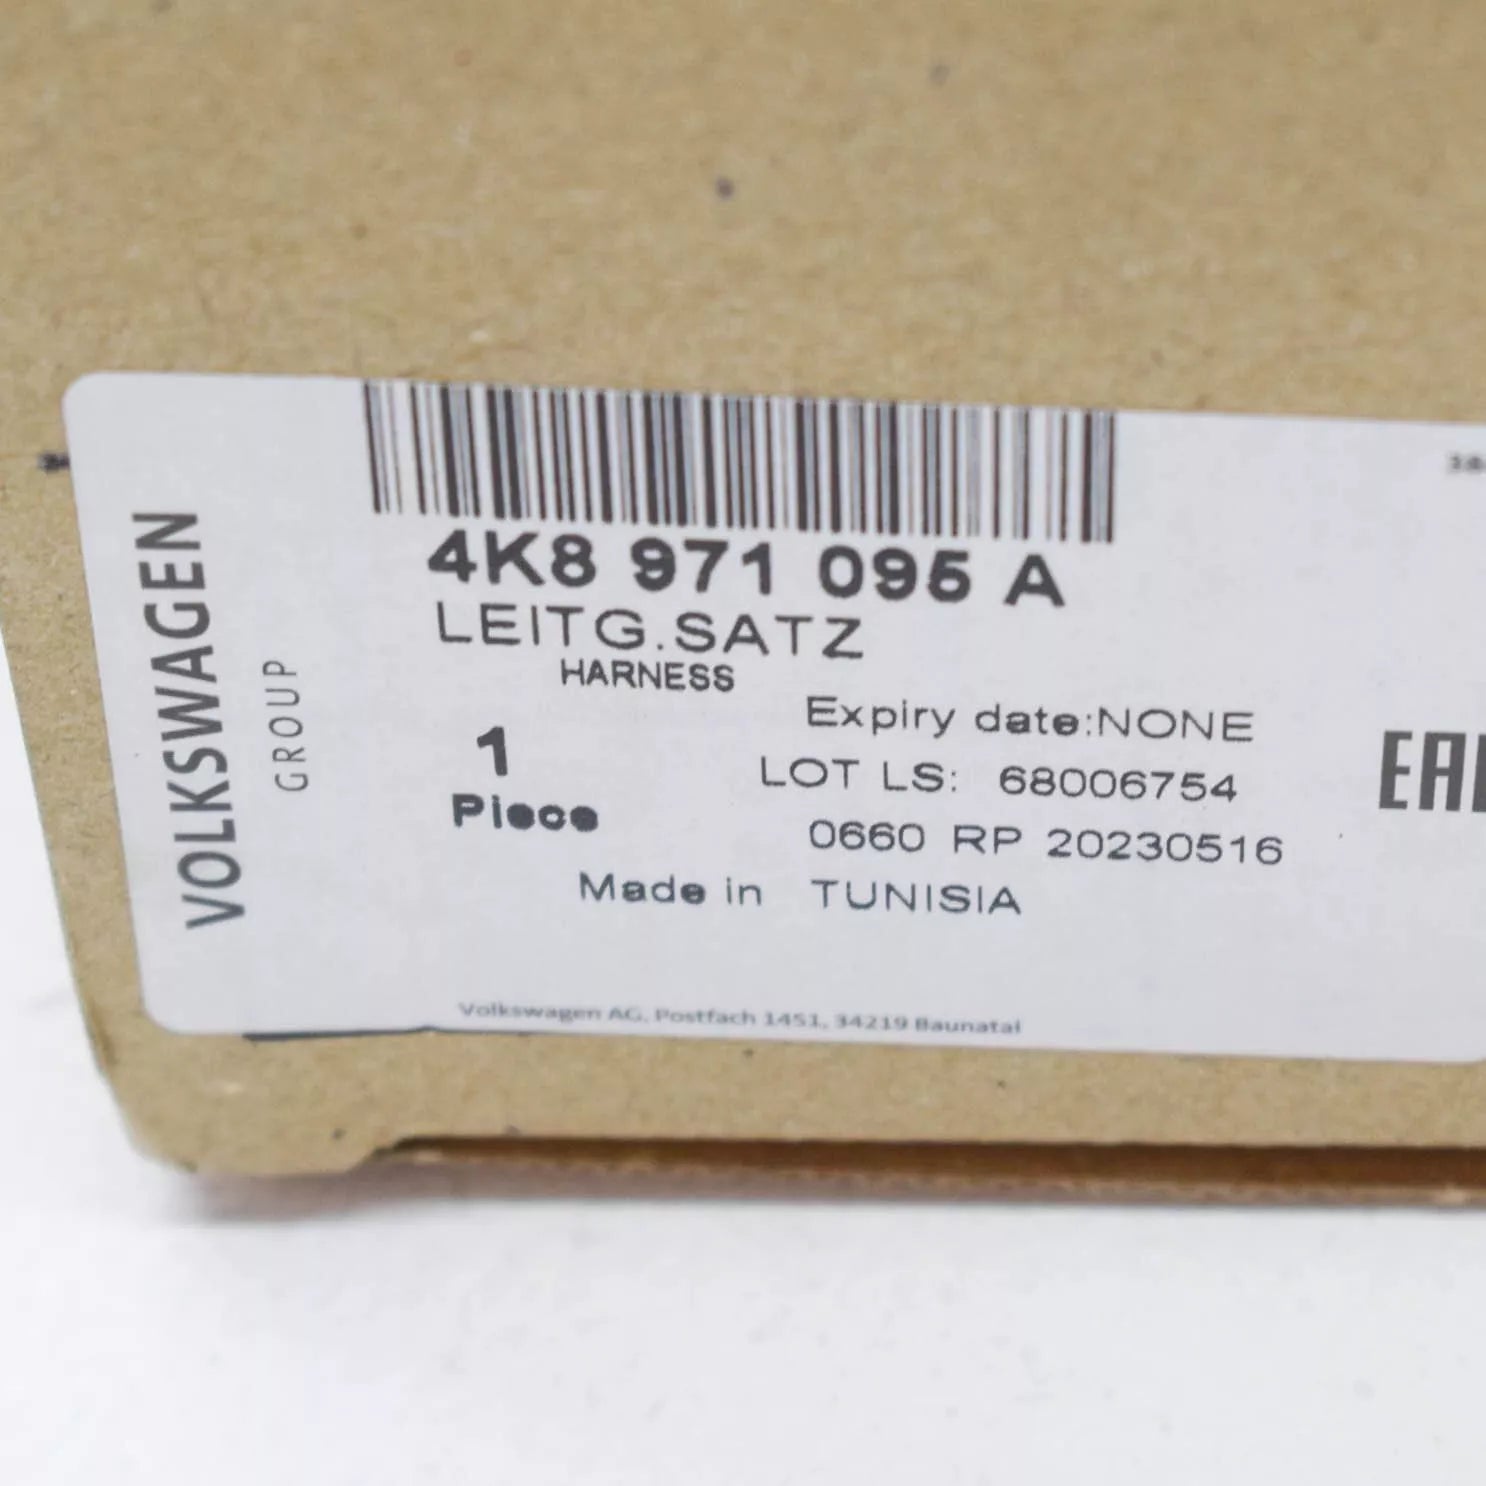 VOLKSWAGEN
GROUP
4K8 971 095 A
LEITG.SATZ
HARNESS
1
Piece
Expiry date:NONE
LOT LS: 68006754
0660 RP 20230516
Made in TUNISIA
EAC
Volkswagen AG, Postfach 1451, 34219 Baunatal